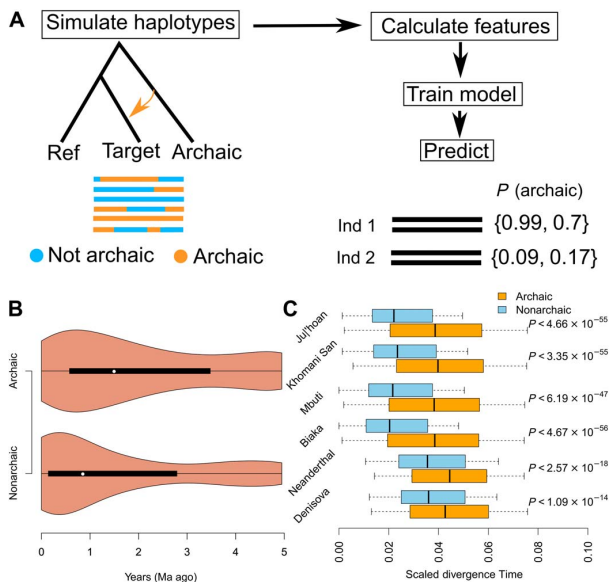 A
Simulate haplotypes
Calculate features
Train model
Predict
Ref Target Archaic
Not archaic Archaic
P (archaic)
Ind 1 {0.99, 0.7}
Ind 2 {0.09, 0.17}
B
Archaic
Nonarchaic
0 1 2 3 4 5
Years (Ma ago)
C
Archaic
Nonarchaic
Ju|'hoan
P < 4.66 × 10⁻⁵⁵
Khomani San
P < 3.35 × 10⁻⁵⁵
Mbuti
P < 6.19 × 10⁻⁴⁷
Biaka
P < 4.67 × 10⁻⁵⁶
Neanderthal
P < 2.57 × 10⁻¹⁸
Denisova
P < 1.09 × 10⁻¹⁴
0.00 0.02 0.04 0.06 0.08 0.10
Scaled divergence Time